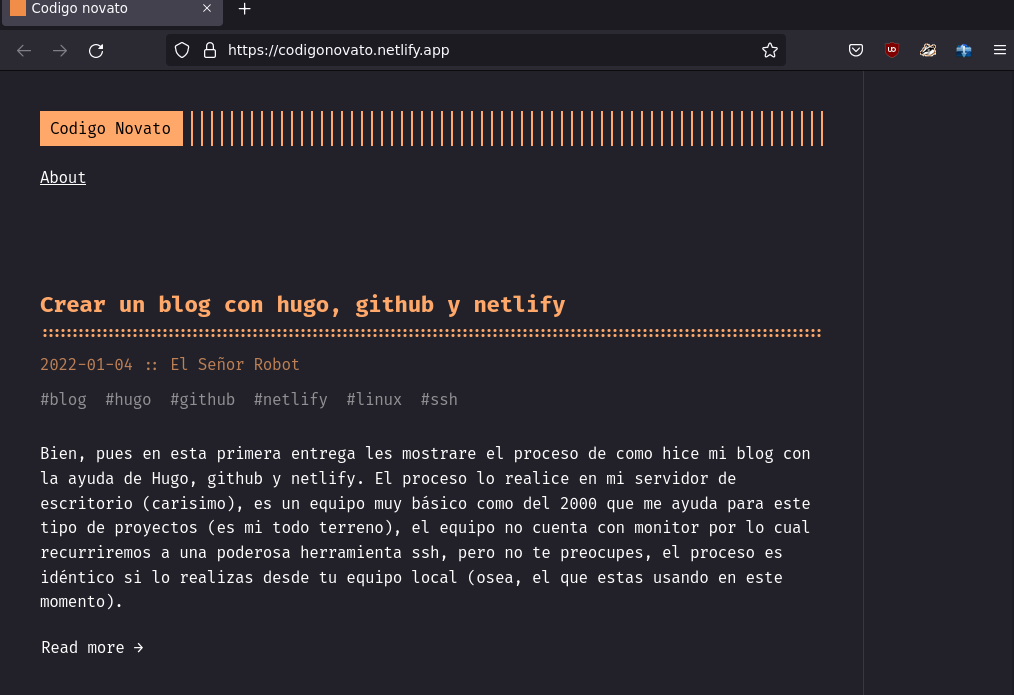 Codigo novato
https://codigonovato.netlify.app
Codigo Novato
About
Crear un blog con hugo, github y netlify
2022-01-04 :: El Señor Robot
#blog #hugo #github #netlify #linux #ssh
Bien, pues en esta primera entrega les mostrare el proceso de como hice mi blog con
la ayuda de Hugo, github y netlify. El proceso lo realice en mi servidor de
escritorio (carisimo), es un equipo muy básico como del 2000 que me ayuda para este
tipo de proyectos (es mi todo terreno), el equipo no cuenta con monitor por lo cual
recurriremos a una poderosa herramienta ssh, pero no te preocupes, el proceso es
idéntico si lo realizas desde tu equipo local (osea, el que estas usando en este
momento).
Read more →